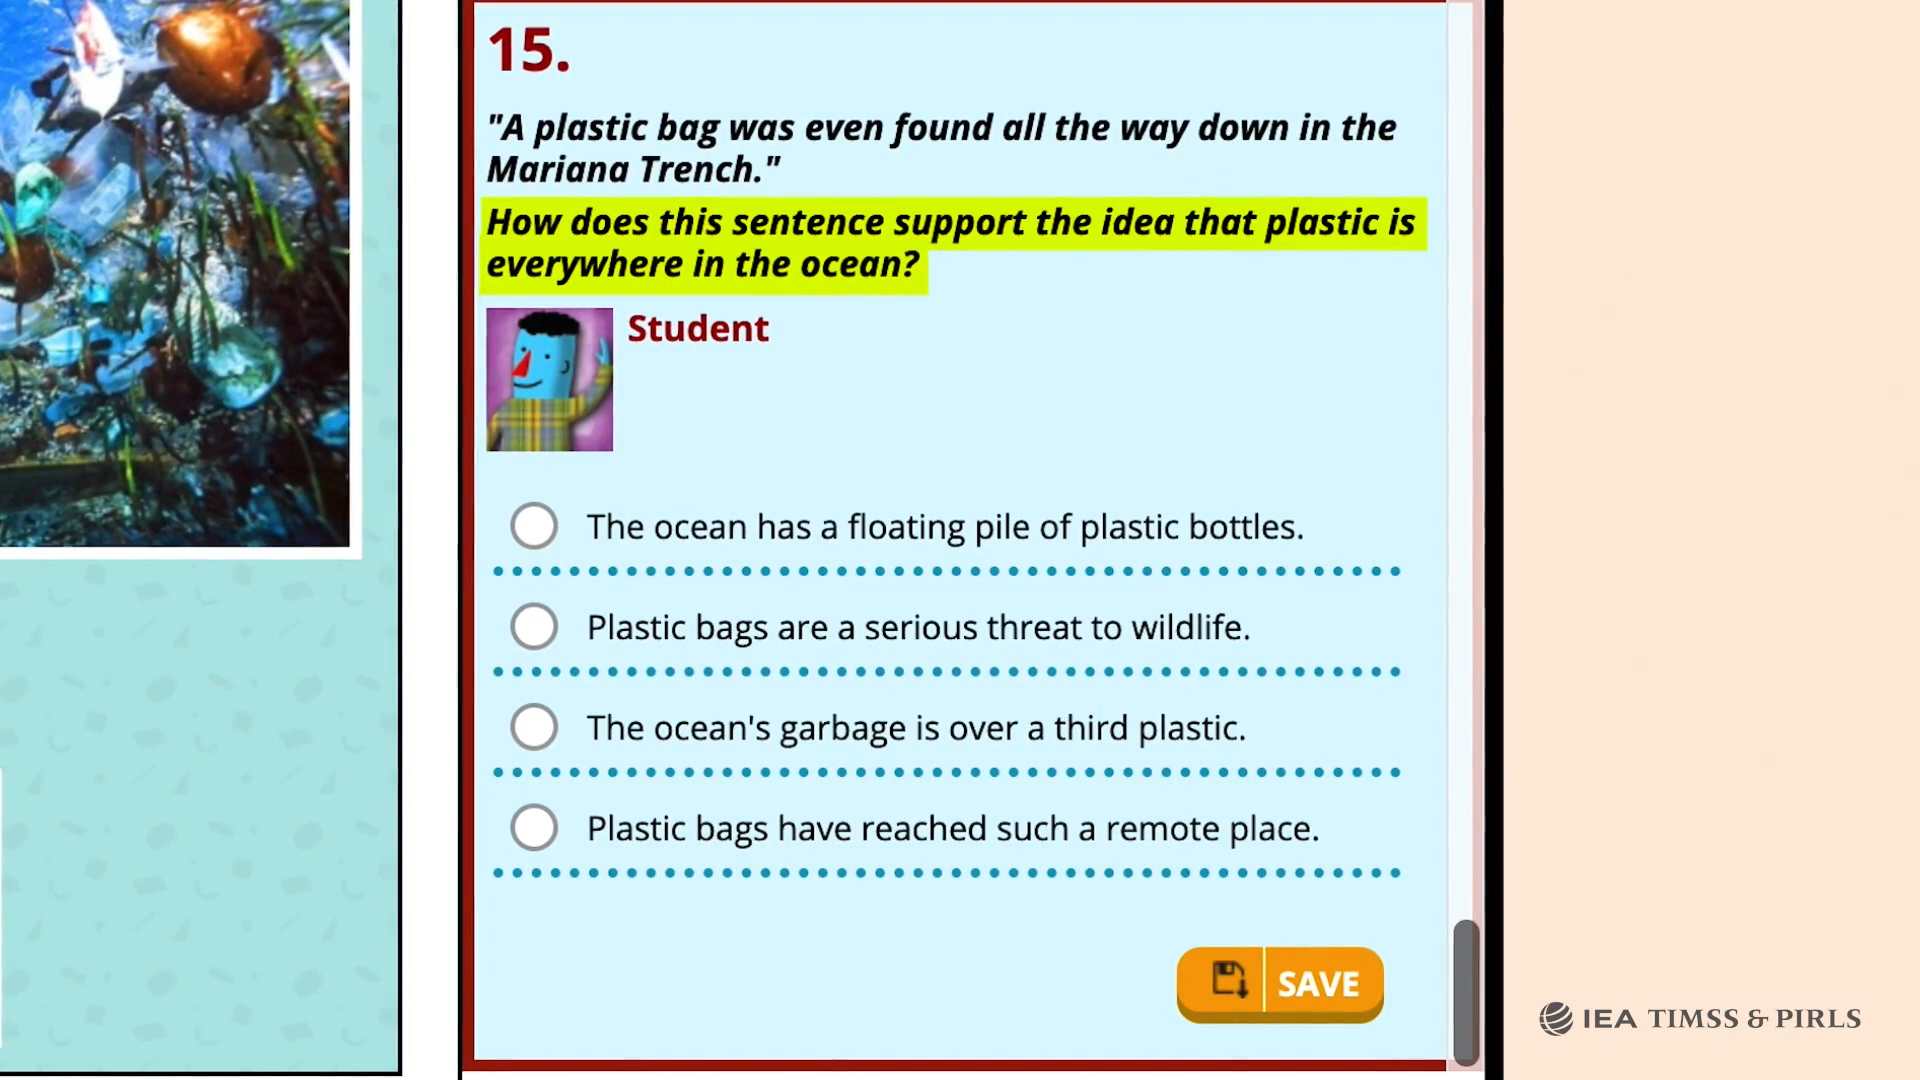 15.
"A plastic bag was even found all the way down in the
Mariana Trench."
How does this sentence support the idea that plastic is
everywhere in the ocean?
Student
The ocean has a floating pile of plastic bottles.
Plastic bags are a serious threat to wildlife.
The ocean's garbage is over a third plastic.
Plastic bags have reached such a remote place.
SAVE
IEA TIMSS & PIRLS